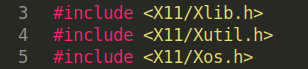 3 #include <X11/Xlib.h>
4 #include <X11/Xutil.h>
5 #include <X11/Xos.h>